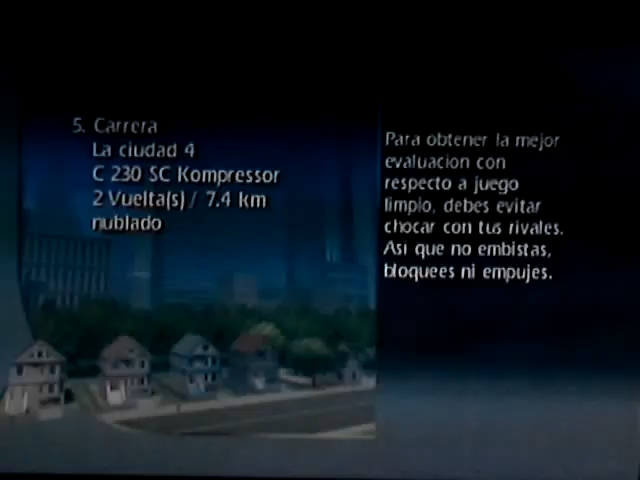 5. Carrera
La ciudad 4
C 230 SC Kompressor
2 Vuelta(s) / 7.4 km
nublado
Para obtener la mejor
evaluacion con
respecto a juego
limpio, debes evitar
chocar con tus rivales.
Asi que no embistas,
bloquees ni empujes.